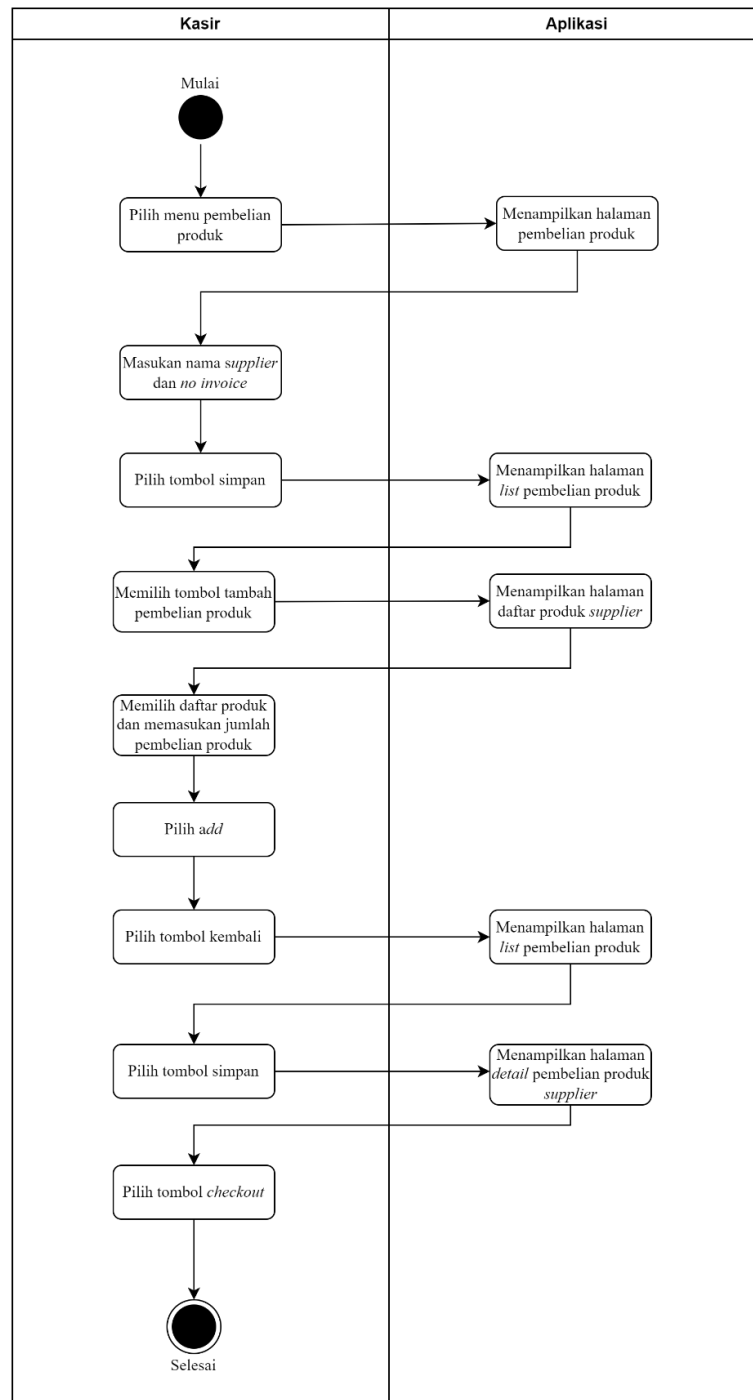 Kasir
Aplikasi
Mulai
Pilih menu pembelian
produk
Menampilkan halaman
pembelian produk
Masukan nama supplier
dan no invoice
Pilih tombol simpan
Menampilkan halaman
list pembelian produk
Memilih tombol tambah
pembelian produk
Menampilkan halaman
daftar produk supplier
Memilih daftar produk
dan memasukan jumlah
pembelian produk
Pilih add
Pilih tombol kembali
Menampilkan halaman
list pembelian produk
Pilih tombol simpan
Menampilkan halaman
detail pembelian produk
supplier
Pilih tombol checkout
Selesai